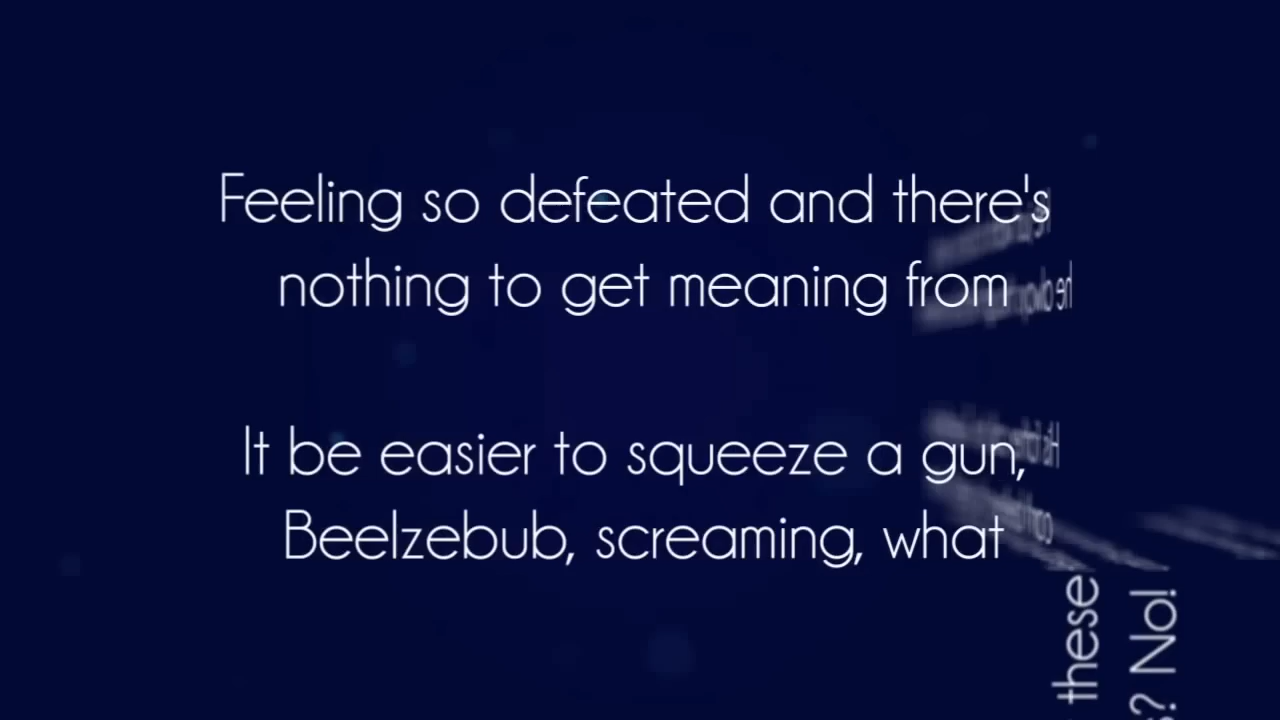 Feeling so defeated and there's
nothing to get meaning from
It be easier to squeeze a gun,
Beelzebub, screaming, what
these
? No!